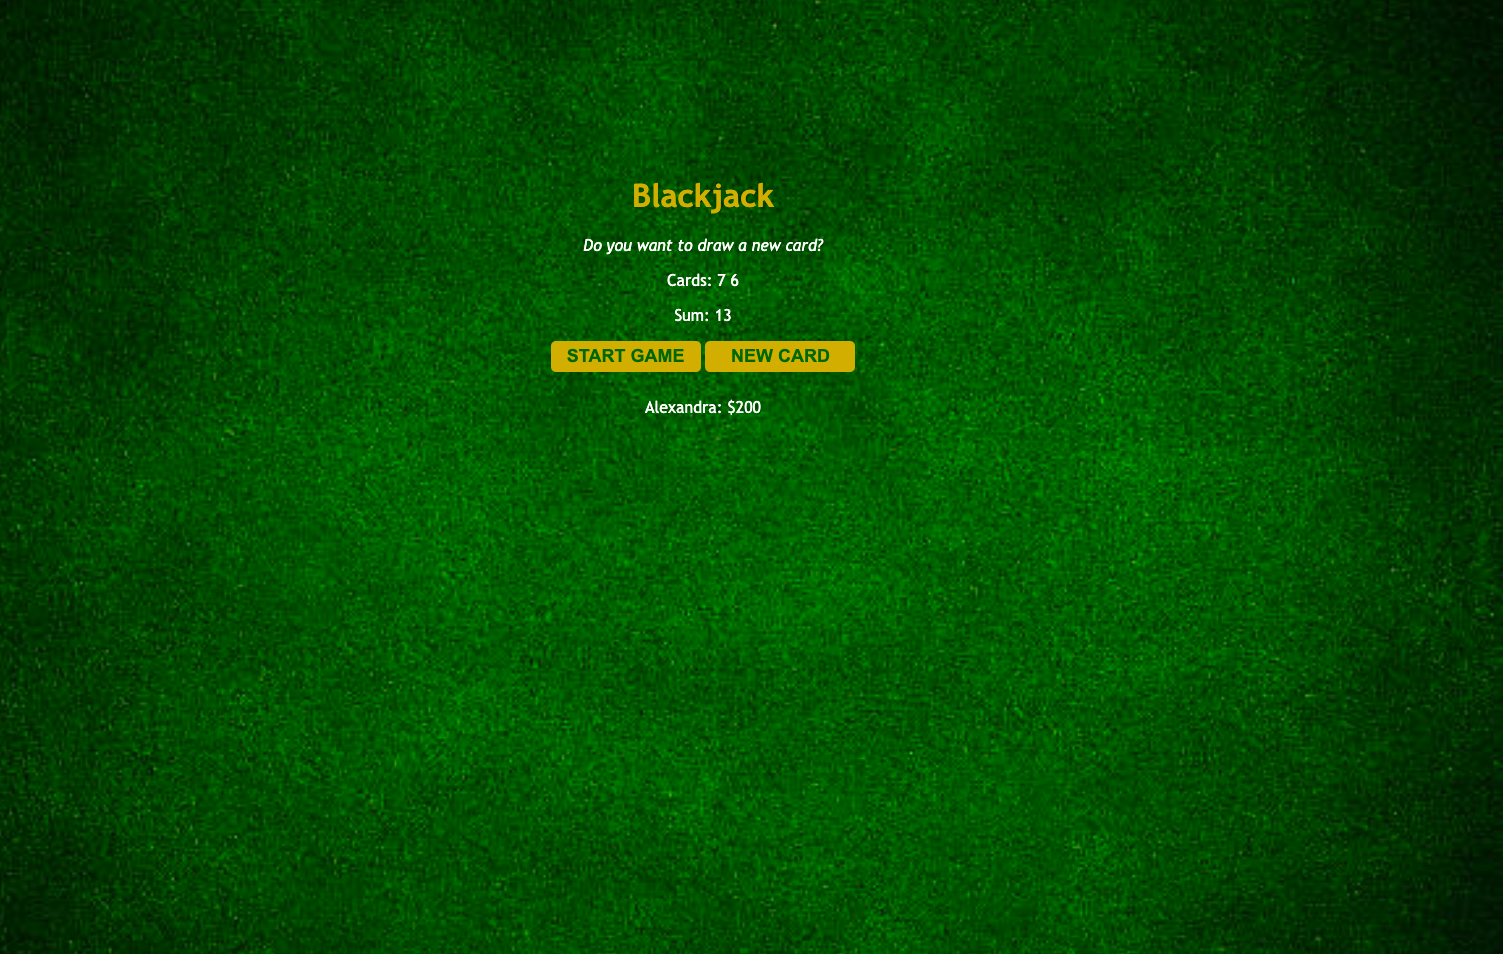 Blackjack
Do you want to draw a new card?
Cards: 7 6
Sum: 13
START GAME NEW CARD
Alexandra: $200